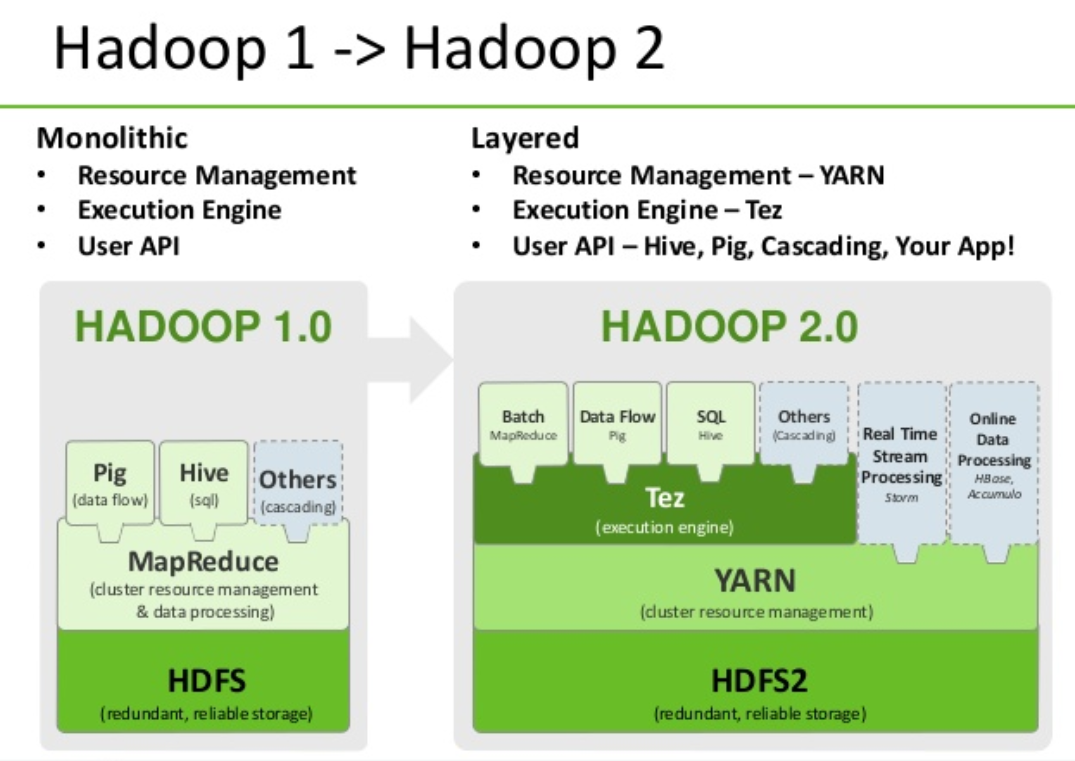 Hadoop 1 -> Hadoop 2
Monolithic
• Resource Management
• Execution Engine
• User API
Layered
• Resource Management – YARN
• Execution Engine – Tez
• User API – Hive, Pig, Cascading, Your App!
HADOOP 1.0
Pig
(data flow)
Hive
(sql)
Others
(cascading)
MapReduce
(cluster resource management
& data processing)
HDFS
(redundant, reliable storage)
HADOOP 2.0
Batch
MapReduce
Data Flow
Pig
SQL
Hive
Others
(Cascading)
Real Time
Stream
Processing
Storm
Online
Data
Processing
HBase,
Accumulo
Tez
(execution engine)
YARN
(cluster resource management)
HDFS2
(redundant, reliable storage)